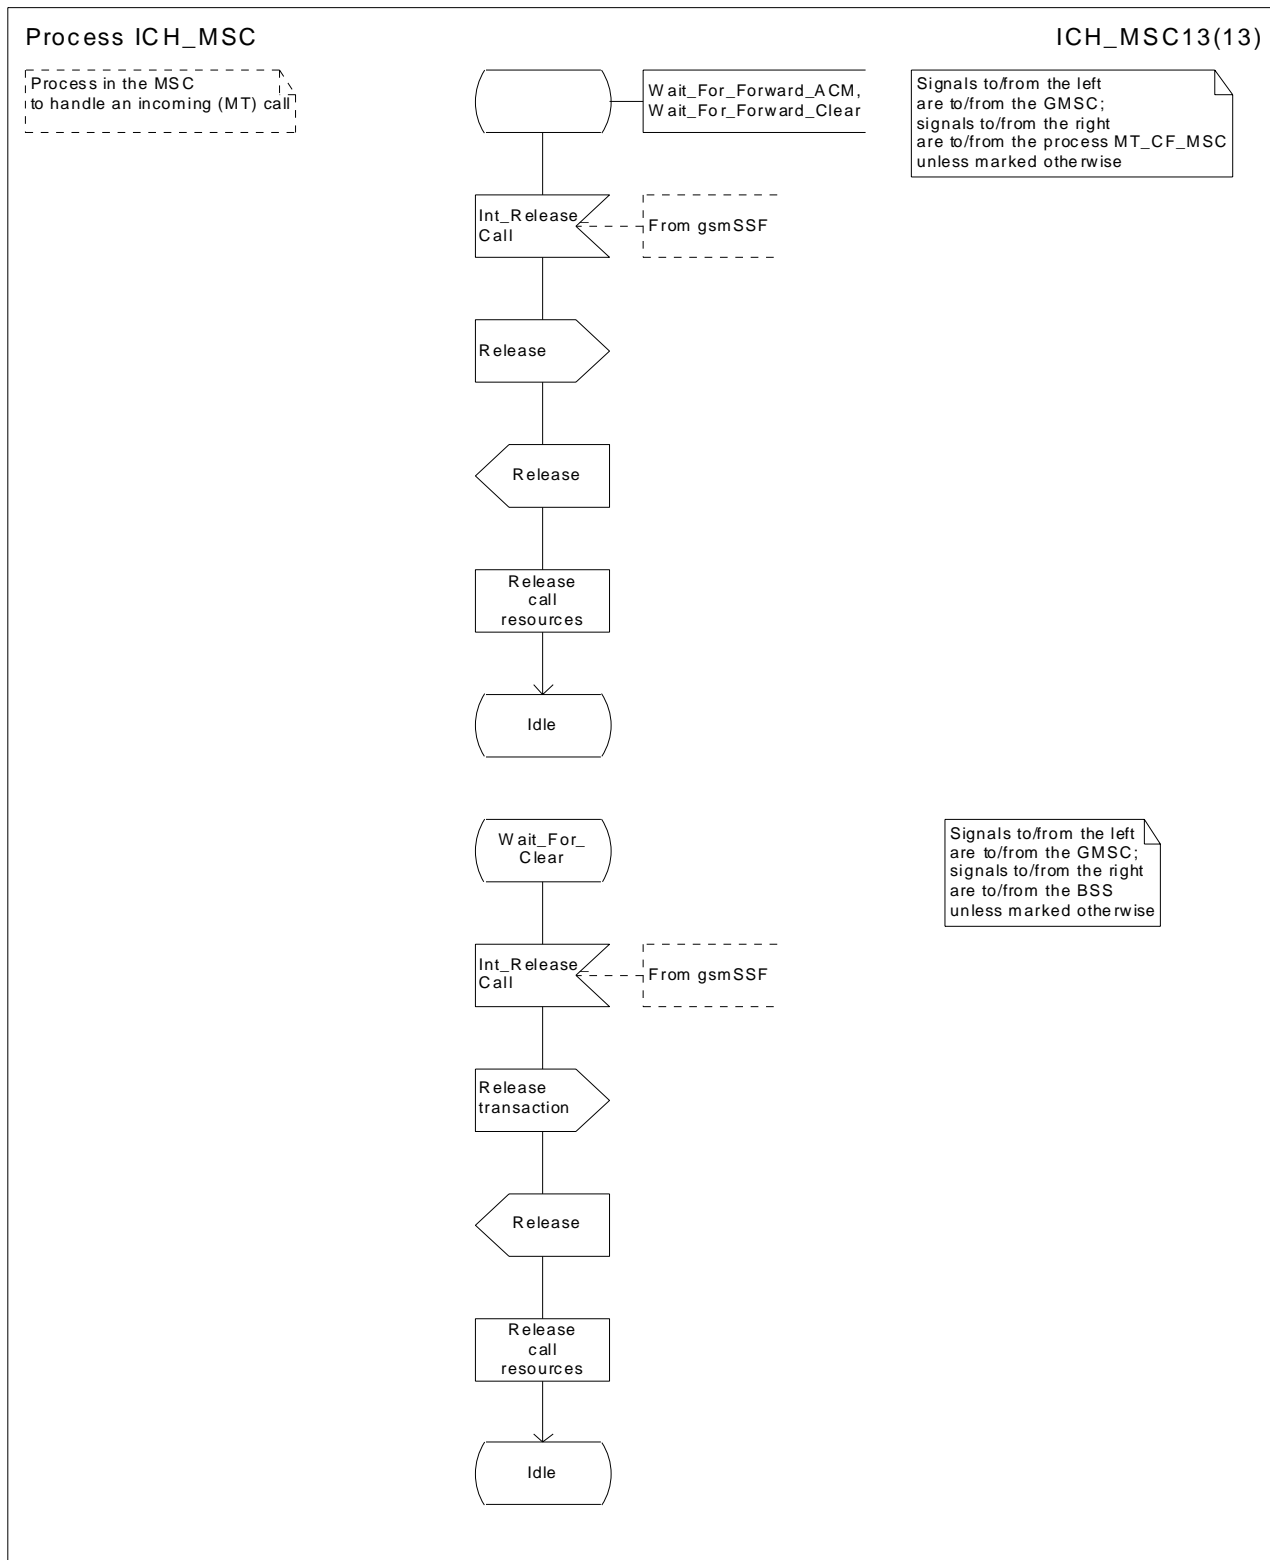 Process ICH_MSC
ICH_MSC13(13)
Process in the MSC
to handle an incoming (MT) call
Wait_For_Forward_ACM,
Wait_For_Forward_Clear
Signals to/from the left
are to/from the GMSC;
signals to/from the right
are to/from the process MT_CF_MSC
unless marked otherwise
Int_Release_
Call
From gsmSSF
Release
Release
Release
call
resources
Idle
Wait_For_
Clear
Signals to/from the left
are to/from the GMSC;
signals to/from the right
are to/from the BSS
unless marked otherwise
Int_Release_
Call
From gsmSSF
Release
transaction
Release
Release
call
resources
Idle